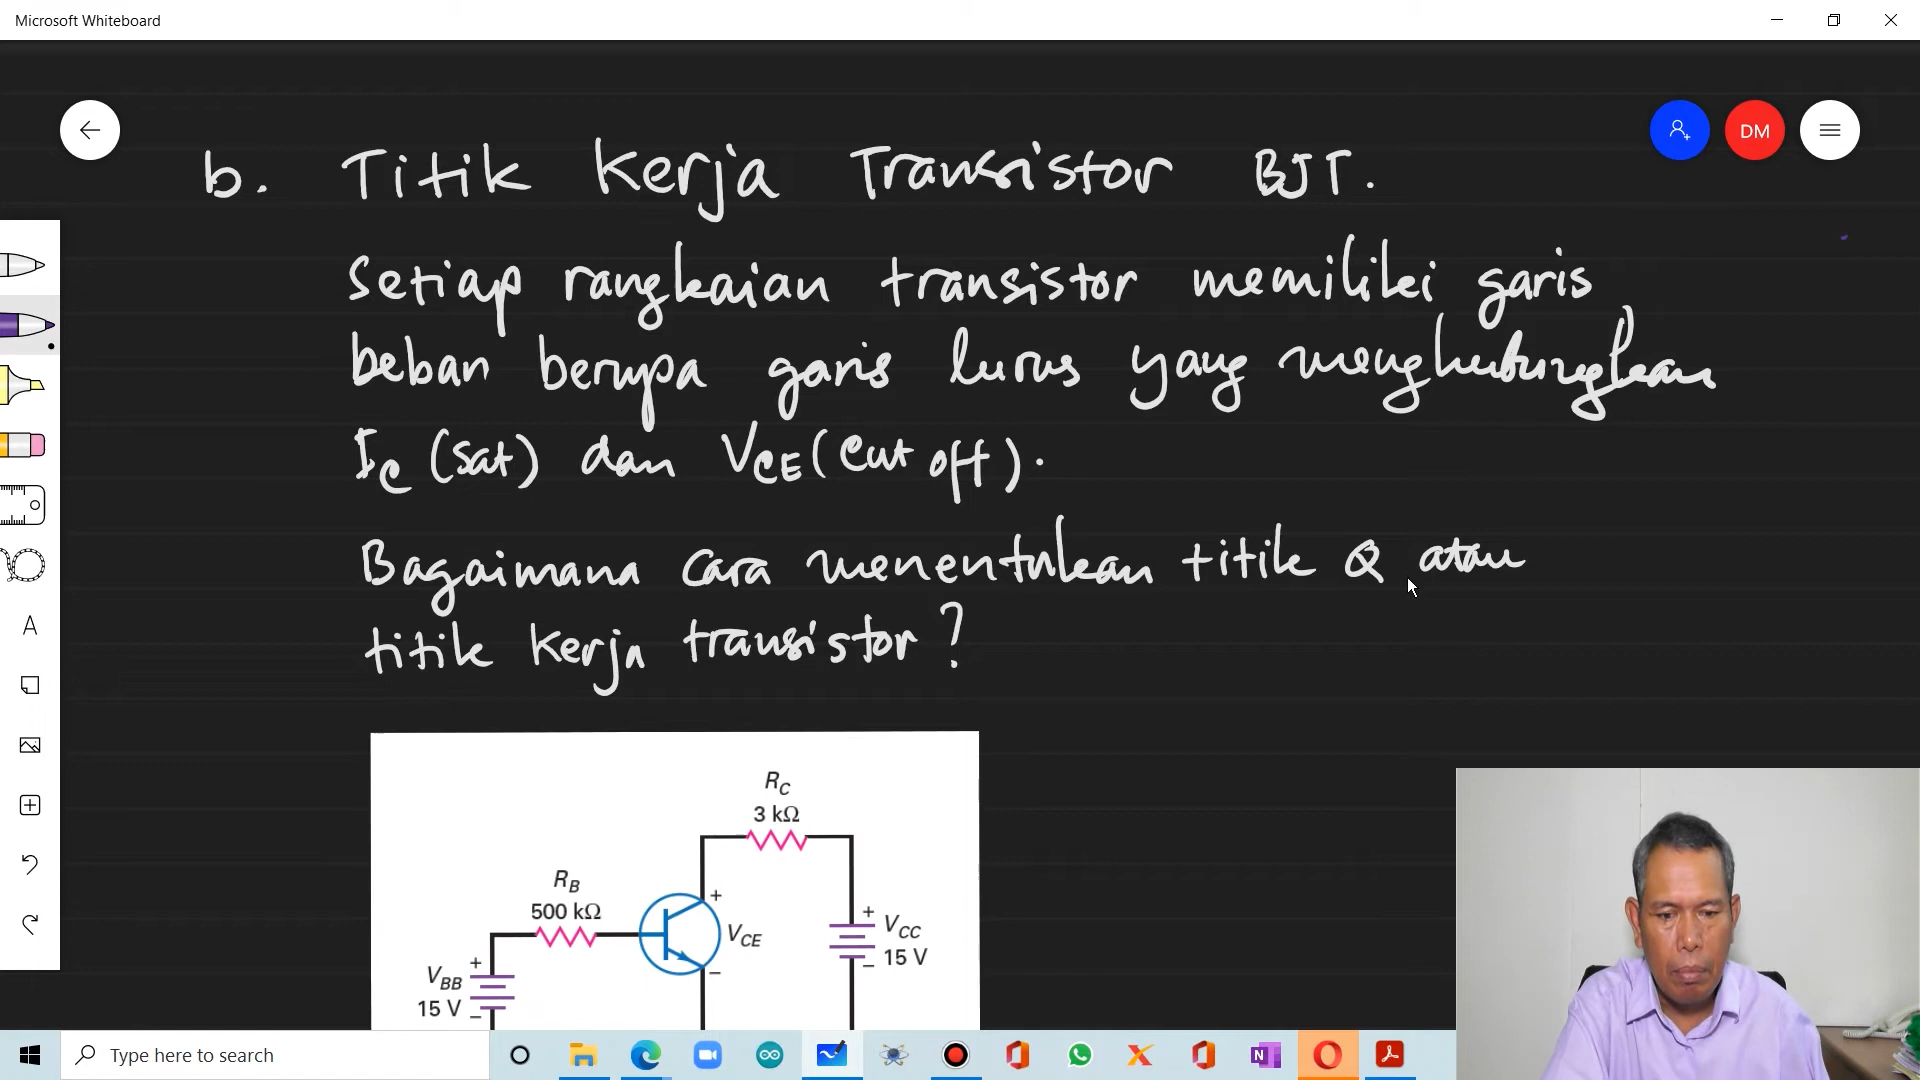 Microsoft Whiteboard
DM
b. Titik Kerja Transistor BJT.
Setiap rangkaian transistor memiliki garis
beban berupa garis lurus yang menghubungkan
IC (sat) dan VCE (cut off).
Bagaimana cara menentukan titik Q atau
titik kerja transistor?
RC
3 kΩ
RB
500 kΩ
+
VCE
−
+
VCC
− 15 V
+
VBB
15 V −
A
Type here to search
N